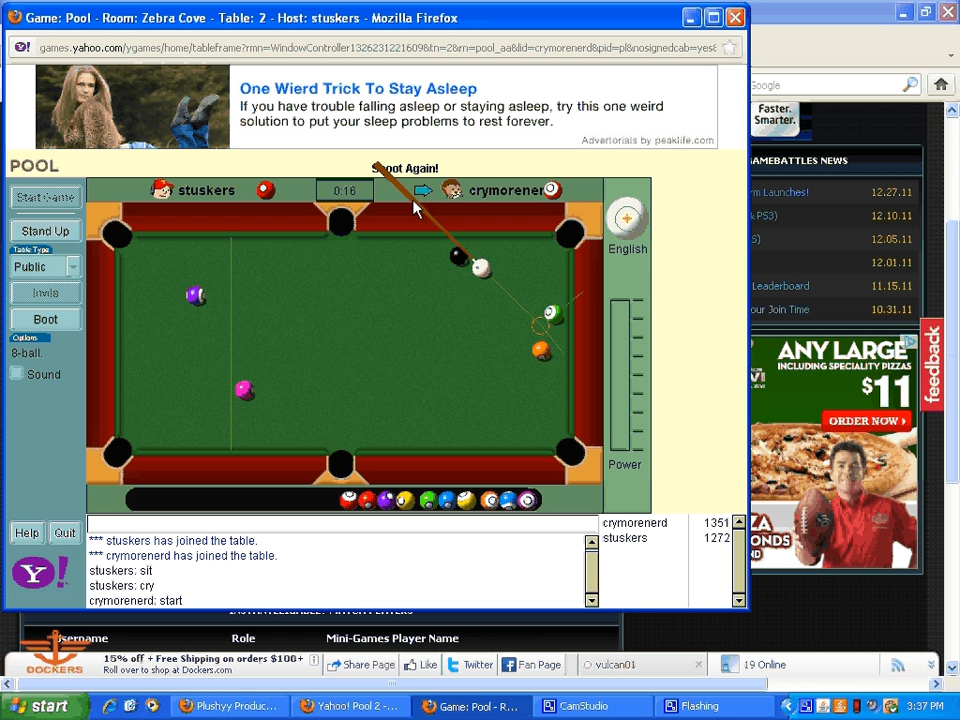 Game: Pool - Room: Zebra Cove - Table: 2 - Host: stuskers - Mozilla Firefox
games.yahoo.com/ygames/home/tableframe?rmn=WindowController1326231221609&tn=2&rn=pool_aa&lid=crymorenerd&pid=pl&nosignedcab=yes&
One Wierd Trick To Stay Asleep
If you have trouble falling asleep or staying asleep, try this one weird
solution to put your sleep problems to rest forever.
Advertorials by peaklife.com
Google
Faster.
Smarter.
POOL
Shoot Again!
Start Game
stuskers
0:16
crymorener
Stand Up
Table Type
Public
English
Invite
Boot
Options
8-ball.
Sound
Power
GAMEBATTLES NEWS
ym Launches! 12.27.11
& PS3) 12.10.11
S) 12.05.11
12.01.11
Leaderboard 11.15.11
our Join Time 10.31.11
feedback
ANY LARGE
INCLUDING SPECIALITY PIZZAS
$11
ORDER NOW
Help
Quit
Y!
*** stuskers has joined the table.
*** crymorenerd has joined the table.
stuskers: sit
stuskers: cry
crymorenerd: start
crymorenerd 1351
stuskers 1272
Username Role Mini-Games Player Name
DOCKERS
15% off + Free Shipping on orders $100+
Roll over to shop at Dockers.com
Share Page
Like
Twitter
Fan Page
vulcan01
19 Online
start
Plushyy Produc...
Yahoo! Pool 2 -...
Game: Pool - R...
CamStudio
Flashing
3:37 PM